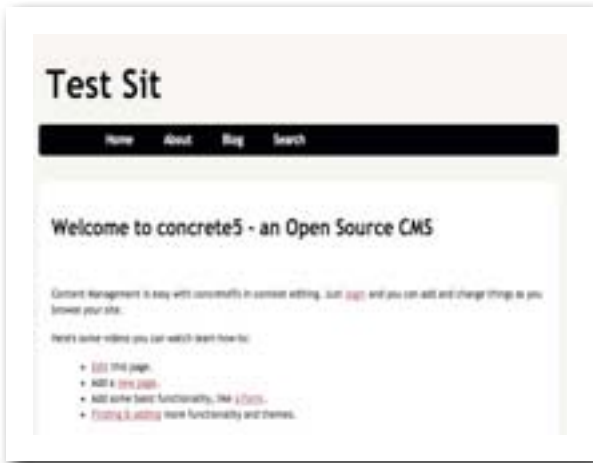 Test Sit
Home About Blog Search
Welcome to concrete5 - an Open Source CMS
Content Management is easy with concrete5's in-context editing. Just login and you can add and change things as you
browse your site.
Here's some videos you can watch learn how to:
Edit this page.
Add a new page.
Add some basic functionality, like a Form.
Finding & adding more functionality and themes.